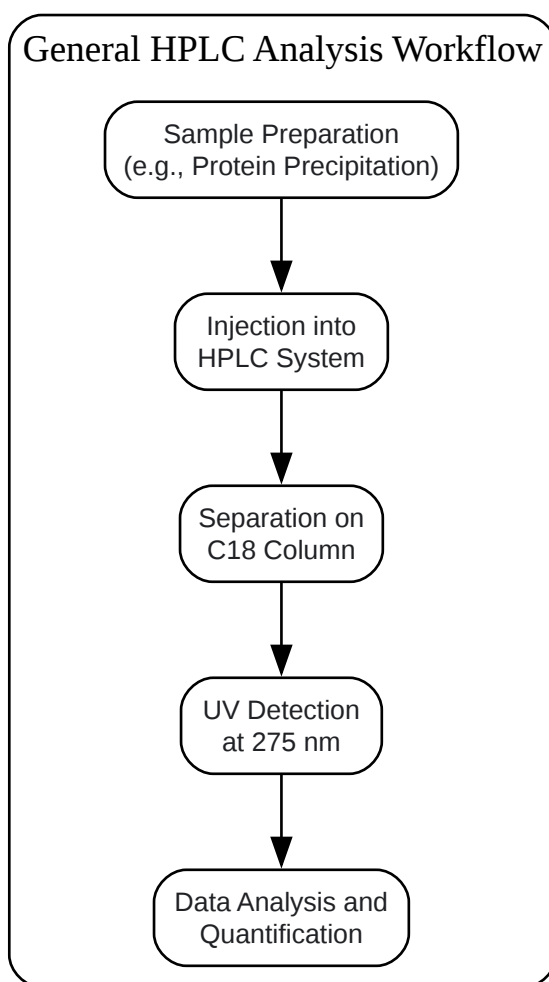 General HPLC Analysis Workflow
Sample Preparation
(e.g., Protein Precipitation)
Injection into
HPLC System
Separation on
C18 Column
UV Detection
at 275 nm
Data Analysis and
Quantification